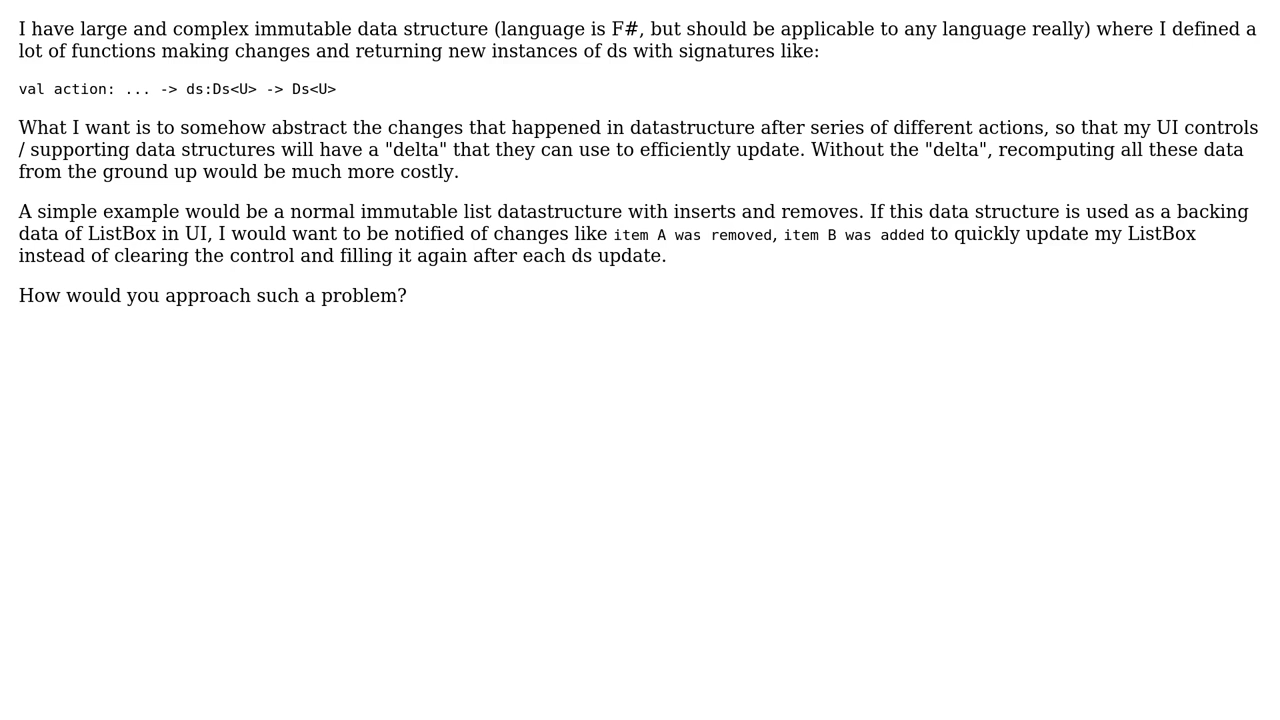 I have large and complex immutable data structure (language is F#, but should be applicable to any language really) where I defined a
lot of functions making changes and returning new instances of ds with signatures like:
val action: ... -> ds:Ds<U> -> Ds<U>
What I want is to somehow abstract the changes that happened in datastructure after series of different actions, so that my UI controls
/ supporting data structures will have a "delta" that they can use to efficiently update. Without the "delta", recomputing all these data
from the ground up would be much more costly.
A simple example would be a normal immutable list datastructure with inserts and removes. If this data structure is used as a backing
data of ListBox in UI, I would want to be notified of changes like item A was removed, item B was added to quickly update my ListBox
instead of clearing the control and filling it again after each ds update.
How would you approach such a problem?